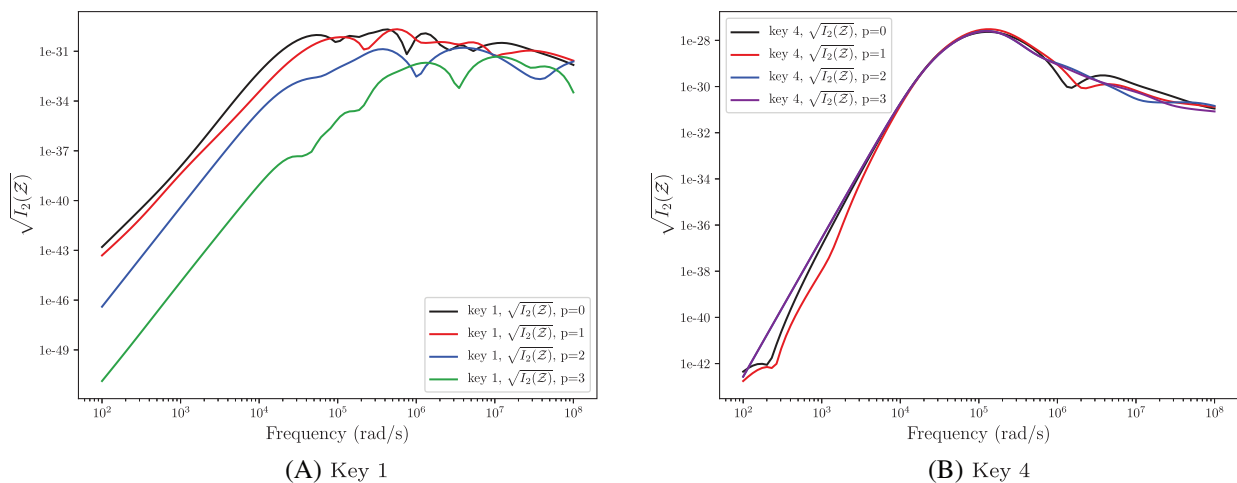 1e-31
1e-34
1e-37
1e-40
1e-43
1e-46
1e-49
√I₂(𝒵)
key 1, √I₂(𝒵), p=0
key 1, √I₂(𝒵), p=1
key 1, √I₂(𝒵), p=2
key 1, √I₂(𝒵), p=3
10² 10³ 10⁴ 10⁵ 10⁶ 10⁷ 10⁸
Frequency (rad/s)
(A) Key 1
key 4, √I₂(𝒵), p=0
key 4, √I₂(𝒵), p=1
key 4, √I₂(𝒵), p=2
key 4, √I₂(𝒵), p=3
1e-28
1e-30
1e-32
1e-34
1e-36
1e-38
1e-40
1e-42
√I₂(𝒵)
10² 10³ 10⁴ 10⁵ 10⁶ 10⁷ 10⁸
Frequency (rad/s)
(B) Key 4